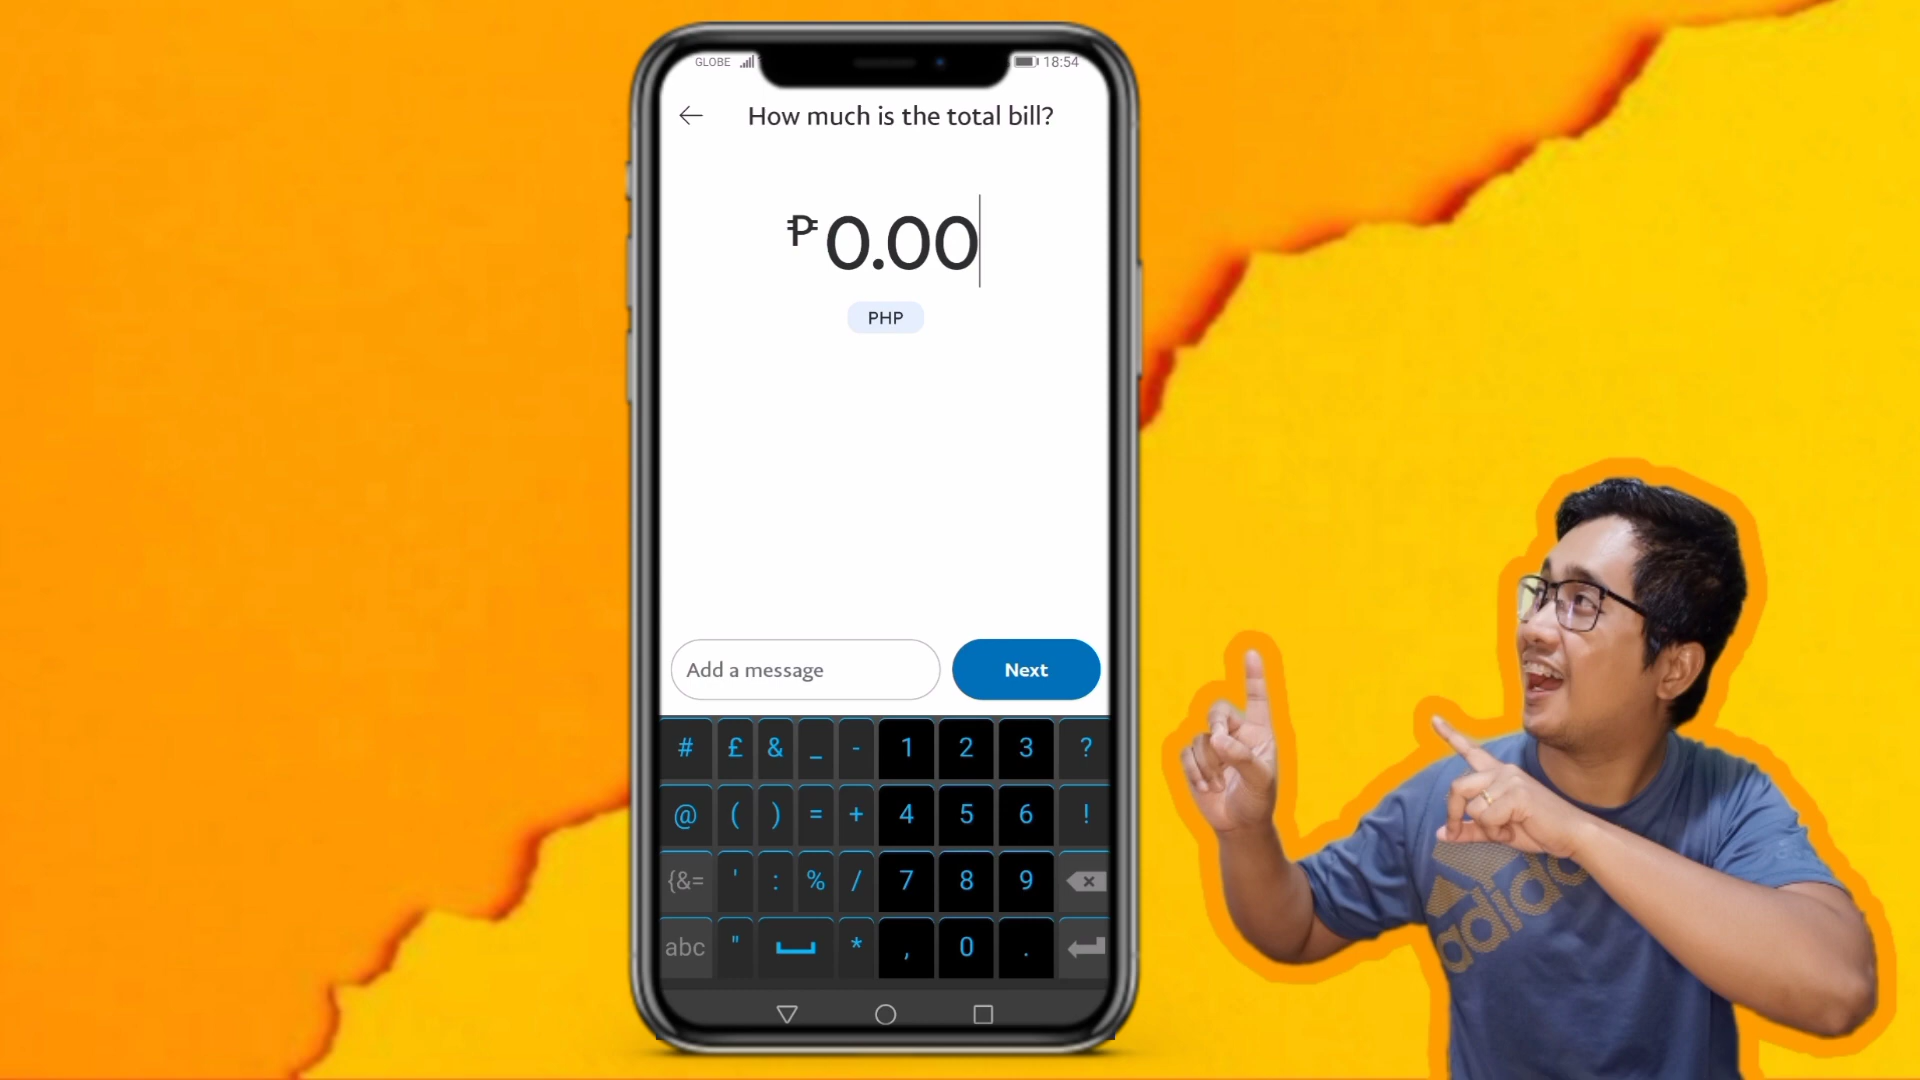 GLOBE 18:54
How much is the total bill?
₱0.00
PHP
Add a message Next
# £ & _ - 1 2 3 ?
@ ( ) = + 4 5 6 !
{&= ' : % / 7 8 9
abc " * , 0 .
adidas